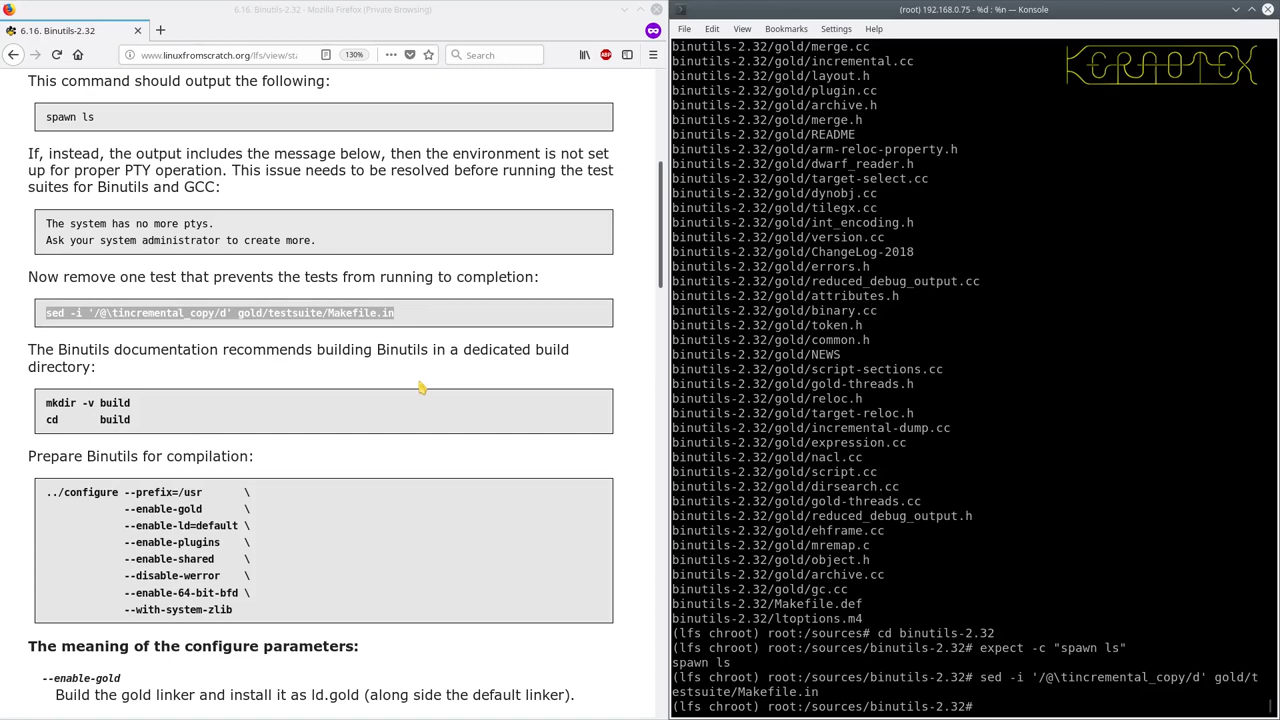 6.16. Binutils-2.32 - Mozilla Firefox (Private Browsing)
6.16. Binutils-2.32
www.linuxfromscratch.org/lfs/view/sta
130%
Search
This command should output the following:
spawn ls
If, instead, the output includes the message below, then the environment is not set
up for proper PTY operation. This issue needs to be resolved before running the test
suites for Binutils and GCC:
The system has no more ptys.
Ask your system administrator to create more.
Now remove one test that prevents the tests from running to completion:
sed -i '/@\tincremental_copy/d' gold/testsuite/Makefile.in
The Binutils documentation recommends building Binutils in a dedicated build
directory:
mkdir -v build
cd       build
Prepare Binutils for compilation:
../configure --prefix=/usr       \
--enable-gold       \
--enable-ld=default \
--enable-plugins    \
--enable-shared     \
--disable-werror    \
--enable-64-bit-bfd \
--with-system-zlib
The meaning of the configure parameters:
--enable-gold
Build the gold linker and install it as ld.gold (along side the default linker).
(root) 192.168.0.75 - %d : %n — Konsole
File Edit View Bookmarks Settings Help
KERAOTEX
binutils-2.32/gold/merge.cc
binutils-2.32/gold/incremental.cc
binutils-2.32/gold/layout.h
binutils-2.32/gold/plugin.cc
binutils-2.32/gold/archive.h
binutils-2.32/gold/merge.h
binutils-2.32/gold/README
binutils-2.32/gold/arm-reloc-property.h
binutils-2.32/gold/dwarf_reader.h
binutils-2.32/gold/target-select.cc
binutils-2.32/gold/dynobj.cc
binutils-2.32/gold/tilegx.cc
binutils-2.32/gold/int_encoding.h
binutils-2.32/gold/version.cc
binutils-2.32/gold/ChangeLog-2018
binutils-2.32/gold/errors.h
binutils-2.32/gold/reduced_debug_output.cc
binutils-2.32/gold/attributes.h
binutils-2.32/gold/binary.cc
binutils-2.32/gold/token.h
binutils-2.32/gold/common.h
binutils-2.32/gold/NEWS
binutils-2.32/gold/script-sections.cc
binutils-2.32/gold/gold-threads.h
binutils-2.32/gold/reloc.h
binutils-2.32/gold/target-reloc.h
binutils-2.32/gold/incremental-dump.cc
binutils-2.32/gold/expression.cc
binutils-2.32/gold/nacl.cc
binutils-2.32/gold/script.cc
binutils-2.32/gold/dirsearch.cc
binutils-2.32/gold/gold-threads.cc
binutils-2.32/gold/reduced_debug_output.h
binutils-2.32/gold/ehframe.cc
binutils-2.32/gold/mremap.c
binutils-2.32/gold/object.h
binutils-2.32/gold/archive.cc
binutils-2.32/gold/gc.cc
binutils-2.32/Makefile.def
binutils-2.32/ltoptions.m4
(lfs chroot) root:/sources# cd binutils-2.32
(lfs chroot) root:/sources/binutils-2.32# expect -c "spawn ls"
spawn ls
(lfs chroot) root:/sources/binutils-2.32# sed -i '/@\tincremental_copy/d' gold/t
estsuite/Makefile.in
(lfs chroot) root:/sources/binutils-2.32#